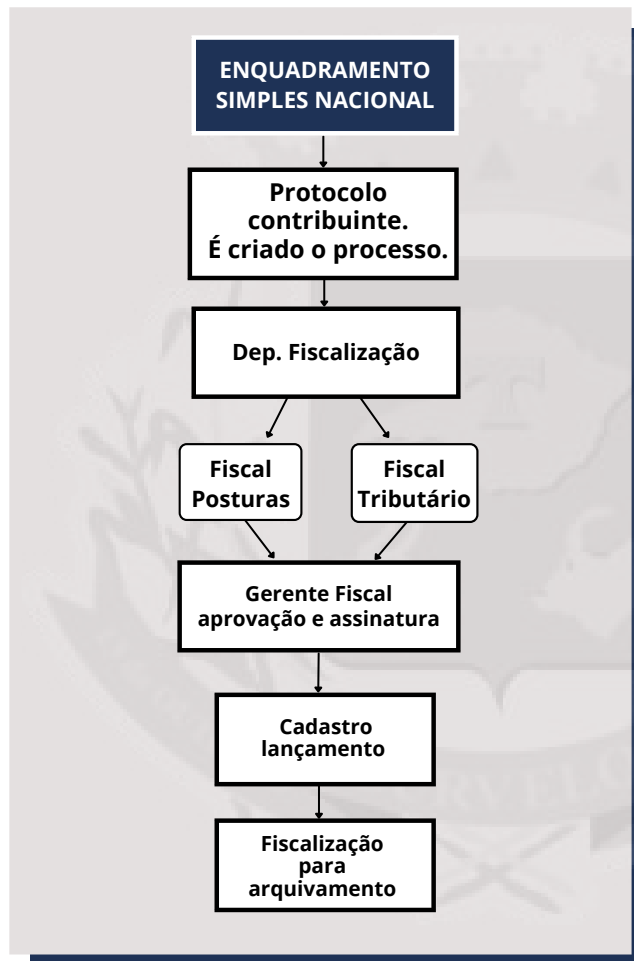 ENQUADRAMENTO
SIMPLES NACIONAL
Protocolo
contribuinte.
É criado o processo.
Dep. Fiscalização
Fiscal
Posturas
Fiscal
Tributário
Gerente Fiscal
aprovação e assinatura
Cadastro
lançamento
Fiscalização
para
arquivamento